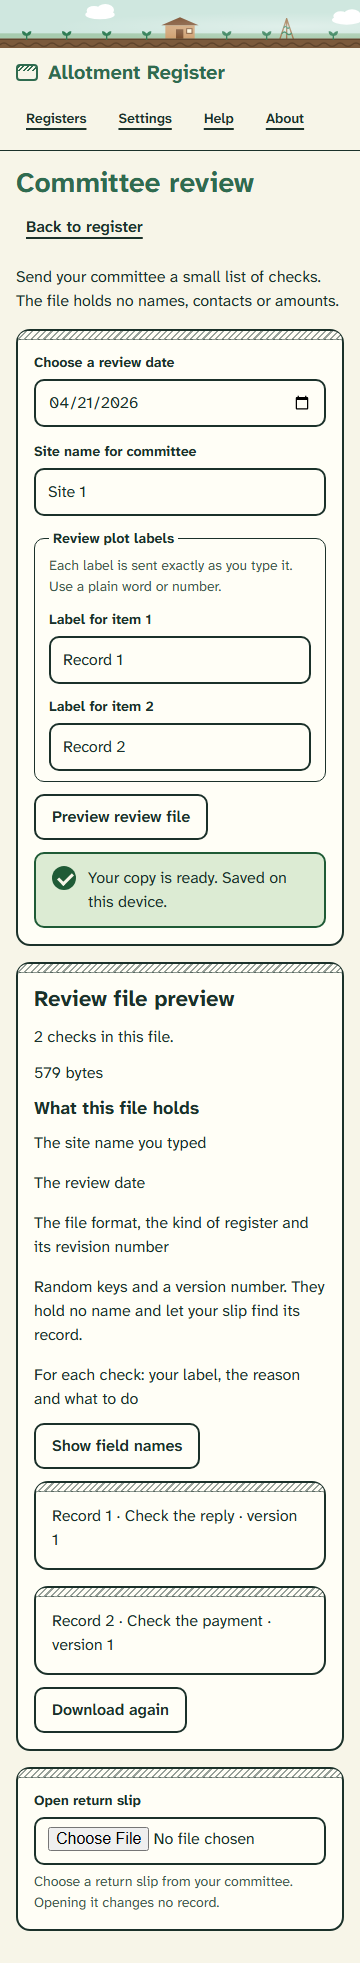 Allotment Register
Registers Settings Help About
Committee review
Back to register
Send your committee a small list of checks.
The file holds no names, contacts or amounts.
Choose a review date
04/21/2026
Site name for committee
Site 1
Review plot labels
Each label is sent exactly as you type it.
Use a plain word or number.
Label for item 1
Record 1
Label for item 2
Record 2
Preview review file
Your copy is ready. Saved on
this device.
Review file preview
2 checks in this file.
579 bytes
What this file holds
The site name you typed
The review date
The file format, the kind of register and
its revision number
Random keys and a version number. They
hold no name and let your slip find its
record.
For each check: your label, the reason
and what to do
Show field names
Record 1 · Check the reply · version
1
Record 2 · Check the payment ·
version 1
Download again
Open return slip
Choose File No file chosen
Choose a return slip from your committee.
Opening it changes no record.